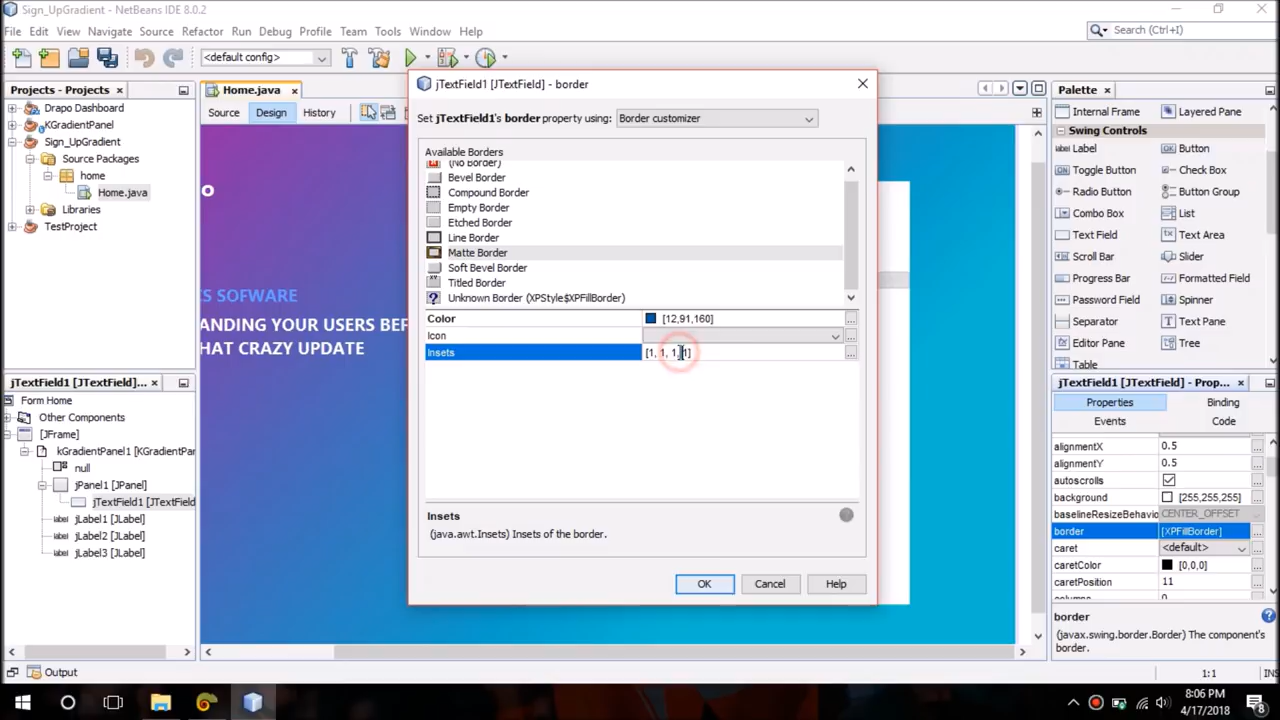 Sign_UpGradient - NetBeans IDE 8.0.2
File Edit View Navigate Source Refactor Run Debug Profile Team Tools Window Help
Search (Ctrl+I)
<default config>
Projects - Projects
Drapo Dashboard
KGradientPanel
Sign_UpGradient
Source Packages
home
Home.java
Libraries
TestProject
Home.java
Source Design History
O
S SOFWARE
ANDING YOUR USERS BEF
HAT CRAZY UPDATE
jTextField1 [JTextField] - border
Set jTextField1's border property using: Border customizer
Available Borders
(No Border)
Bevel Border
Compound Border
Empty Border
Etched Border
Line Border
Matte Border
Soft Bevel Border
Titled Border
Unknown Border (XPStyle$XPFillBorder)
Color [12,91,160]
Icon
Insets [1, 1, 1, 1]
Insets
(java.awt.Insets) Insets of the border.
OK Cancel Help
Palette
Internal Frame Layered Pane
Swing Controls
Label Button
Toggle Button Check Box
Radio Button Button Group
Combo Box List
Text Field Text Area
Scroll Bar Slider
Progress Bar Formatted Field
Password Field Spinner
Separator Text Pane
Editor Pane Tree
Table
jTextField1 [JTextField]...
Form Home
Other Components
[JFrame]
kGradientPanel1 [KGradientPar
null
jPanel1 [JPanel]
jTextField1 [JTextField
jLabel1 [JLabel]
jLabel2 [JLabel]
jLabel3 [JLabel]
jTextField1 [JTextField] - Prop...
Properties Binding
Events Code
alignmentX 0.5
alignmentY 0.5
autoscrolls
background [255,255,255]
baselineResizeBehavio CENTER_OFFSET
border [XPFillBorder]
caret <default>
caretColor [0,0,0]
caretPosition 11
columns 0
border
(javax.swing.border.Border) The component's
border.
Output
1:1 INS
8:06 PM
4/17/2018
8